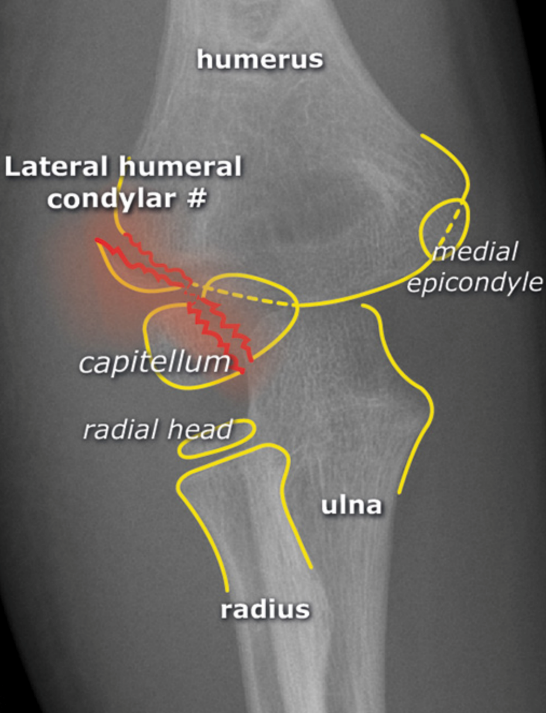 humerus
Lateral humeral
condylar #
medial
epicondyle
capitellum
radial head
ulna
radius